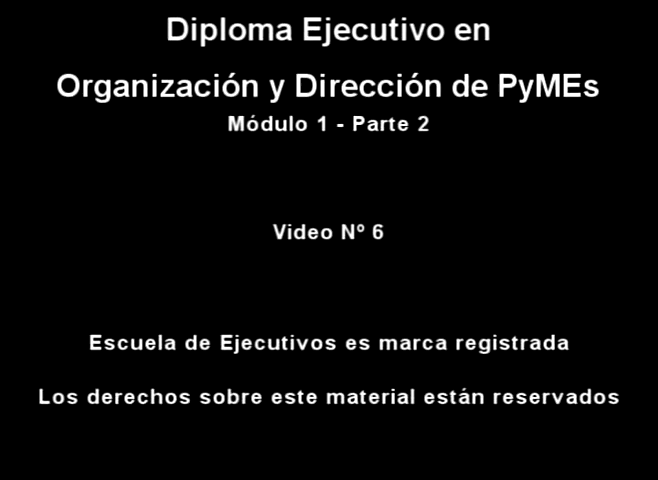 Diploma Ejecutivo en
Organización y Dirección de PyMEs
Módulo 1 - Parte 2
Video Nº 6
Escuela de Ejecutivos es marca registrada
Los derechos sobre este material están reservados